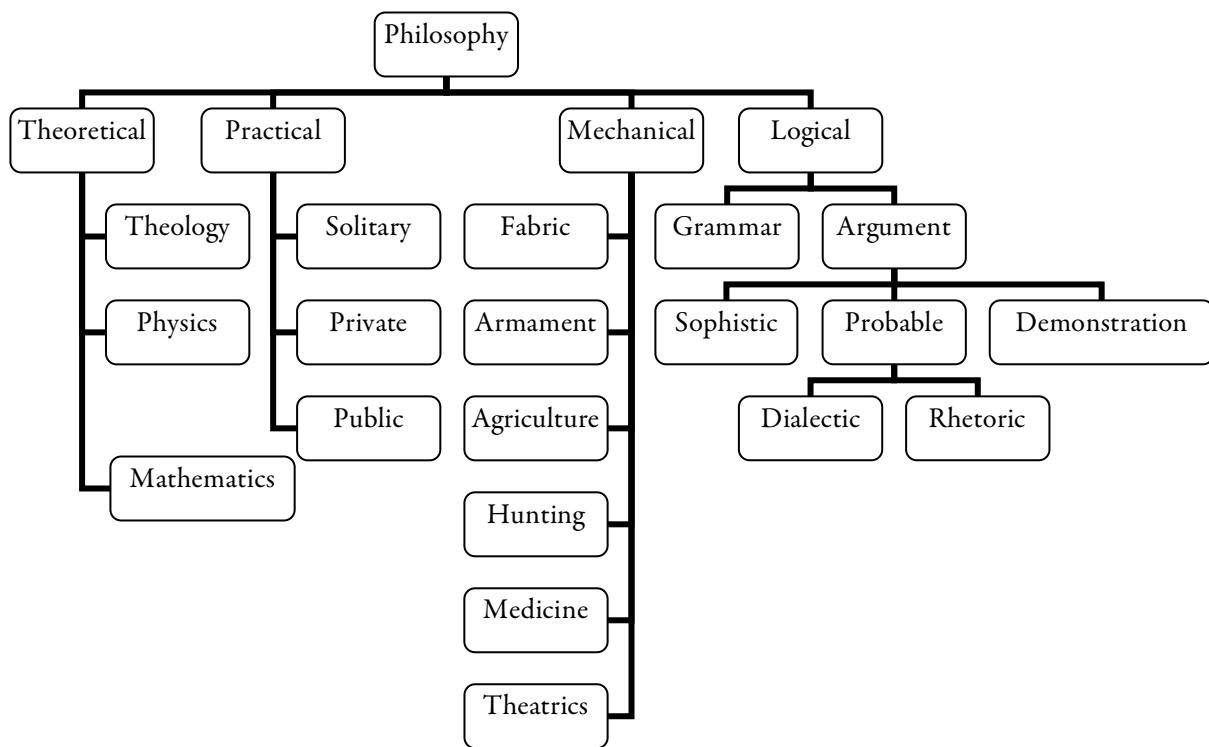 Philosophy
Theoretical
Practical
Mechanical
Logical
Theology
Solitary
Fabric
Grammar
Argument
Physics
Private
Armament
Sophistic
Probable
Demonstration
Public
Agriculture
Dialectic
Rhetoric
Mathematics
Hunting
Medicine
Theatrics